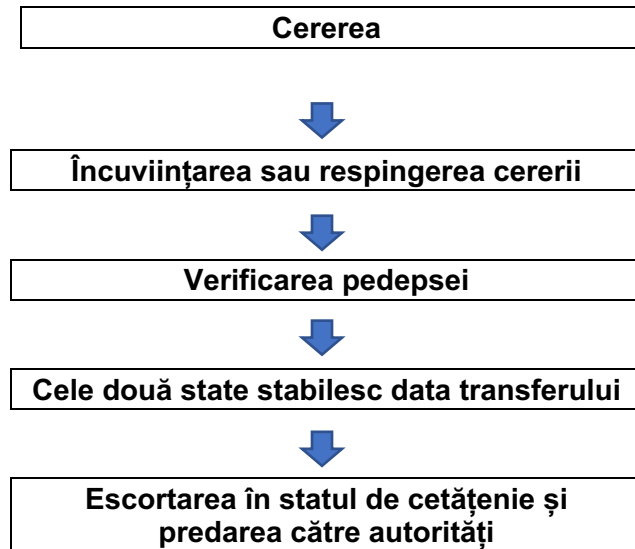 Cererea
Încuviințarea sau respingerea cererii
Verificarea pedepsei
Cele două state stabilesc data transferului
Escortarea în statul de cetățenie și
predarea către autorități